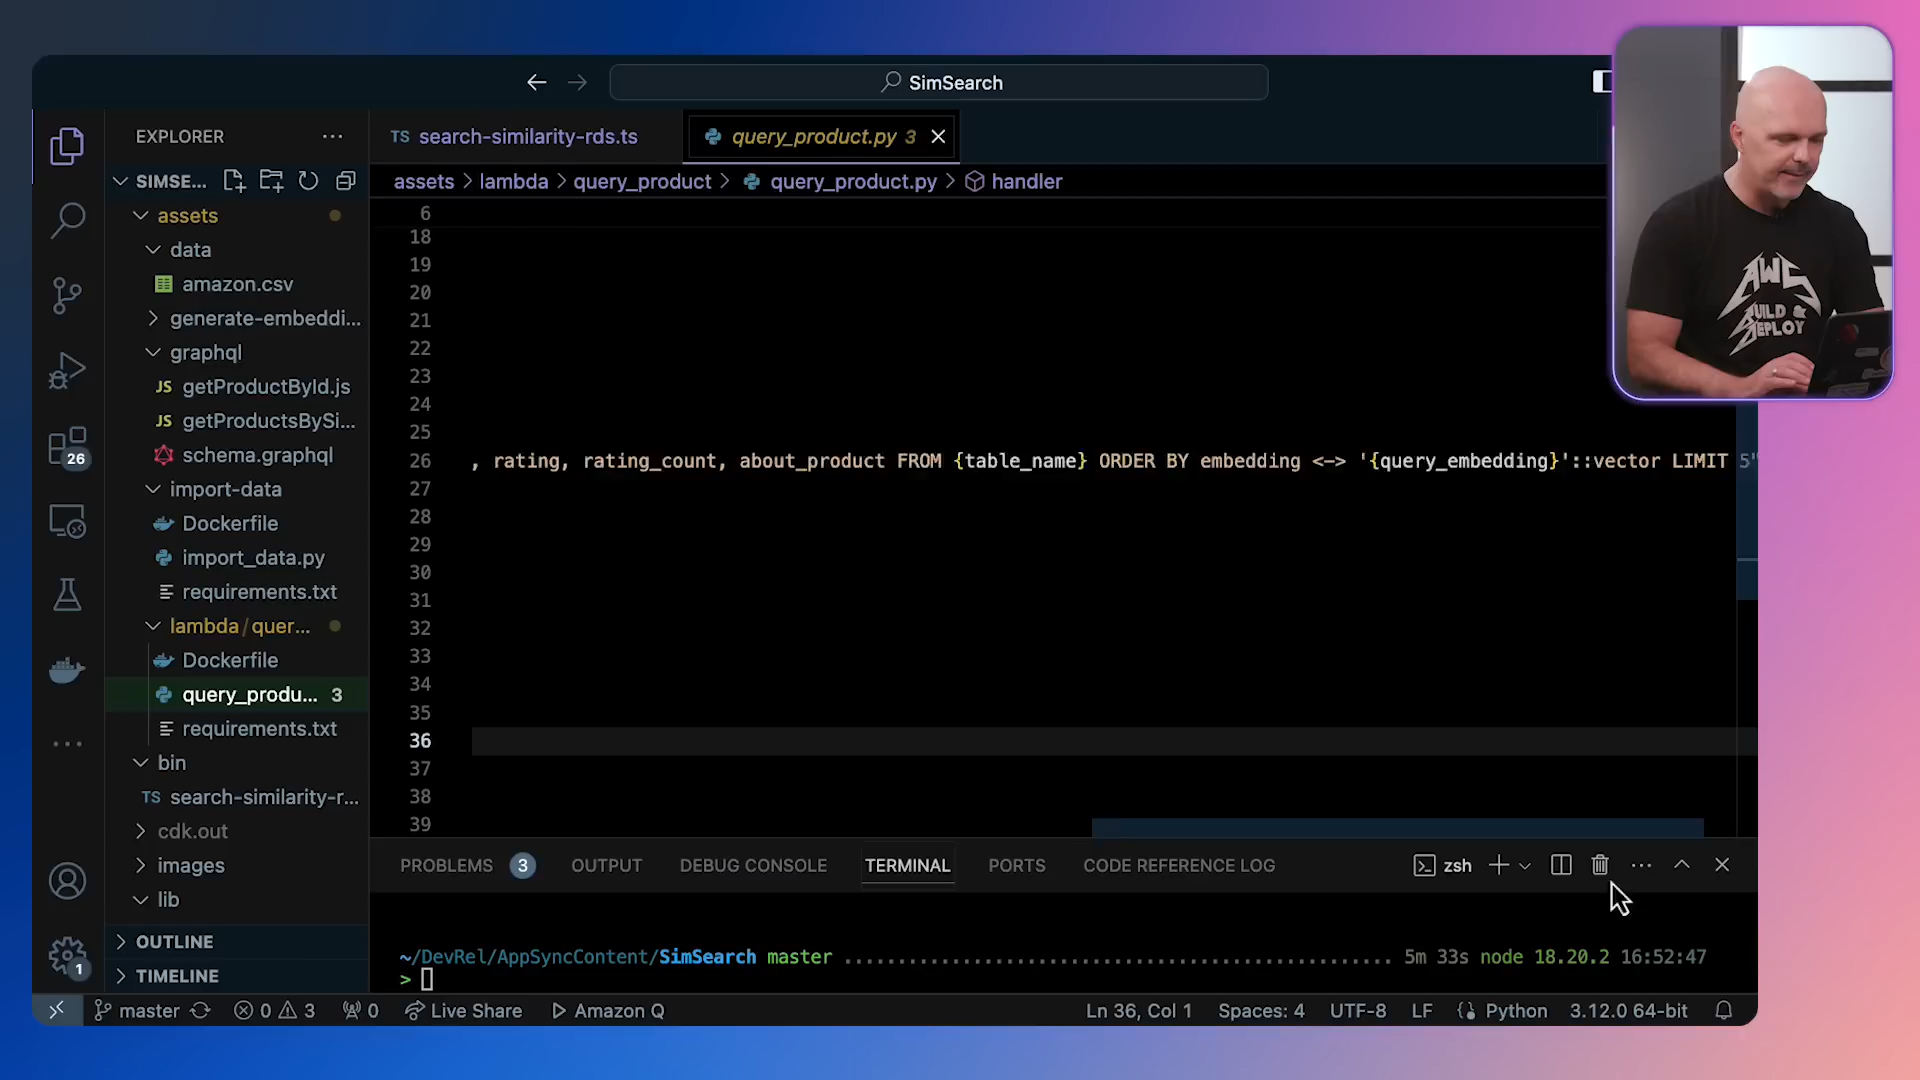 SimSearch
EXPLORER
TS search-similarity-rds.ts
query_product.py 3
SIMSE...
assets > lambda > query_product > query_product.py > handler
assets
data
amazon.csv
generate-embeddi...
graphql
JS getProductById.js
JS getProductsBySi...
schema.graphql
import-data
Dockerfile
import_data.py
requirements.txt
lambda/quer...
Dockerfile
query_produ... 3
requirements.txt
bin
TS search-similarity-r...
cdk.out
images
lib
OUTLINE
TIMELINE
26
1
6
18
19
20
21
22
23
24
25
26 , rating, rating_count, about_product FROM {table_name} ORDER BY embedding <-> '{query_embedding}'::vector LIMIT 5"
27
28
29
30
31
32
33
34
35
36
37
38
39
AWS
BUILD &
DEPLOY
PROBLEMS 3 OUTPUT DEBUG CONSOLE TERMINAL PORTS CODE REFERENCE LOG zsh
~/DevRel/AppSyncContent/SimSearch master 5m 33s node 18.20.2 16:52:47
>
master 0 3 0 Live Share Amazon Q Ln 36, Col 1 Spaces: 4 UTF-8 LF Python 3.12.0 64-bit